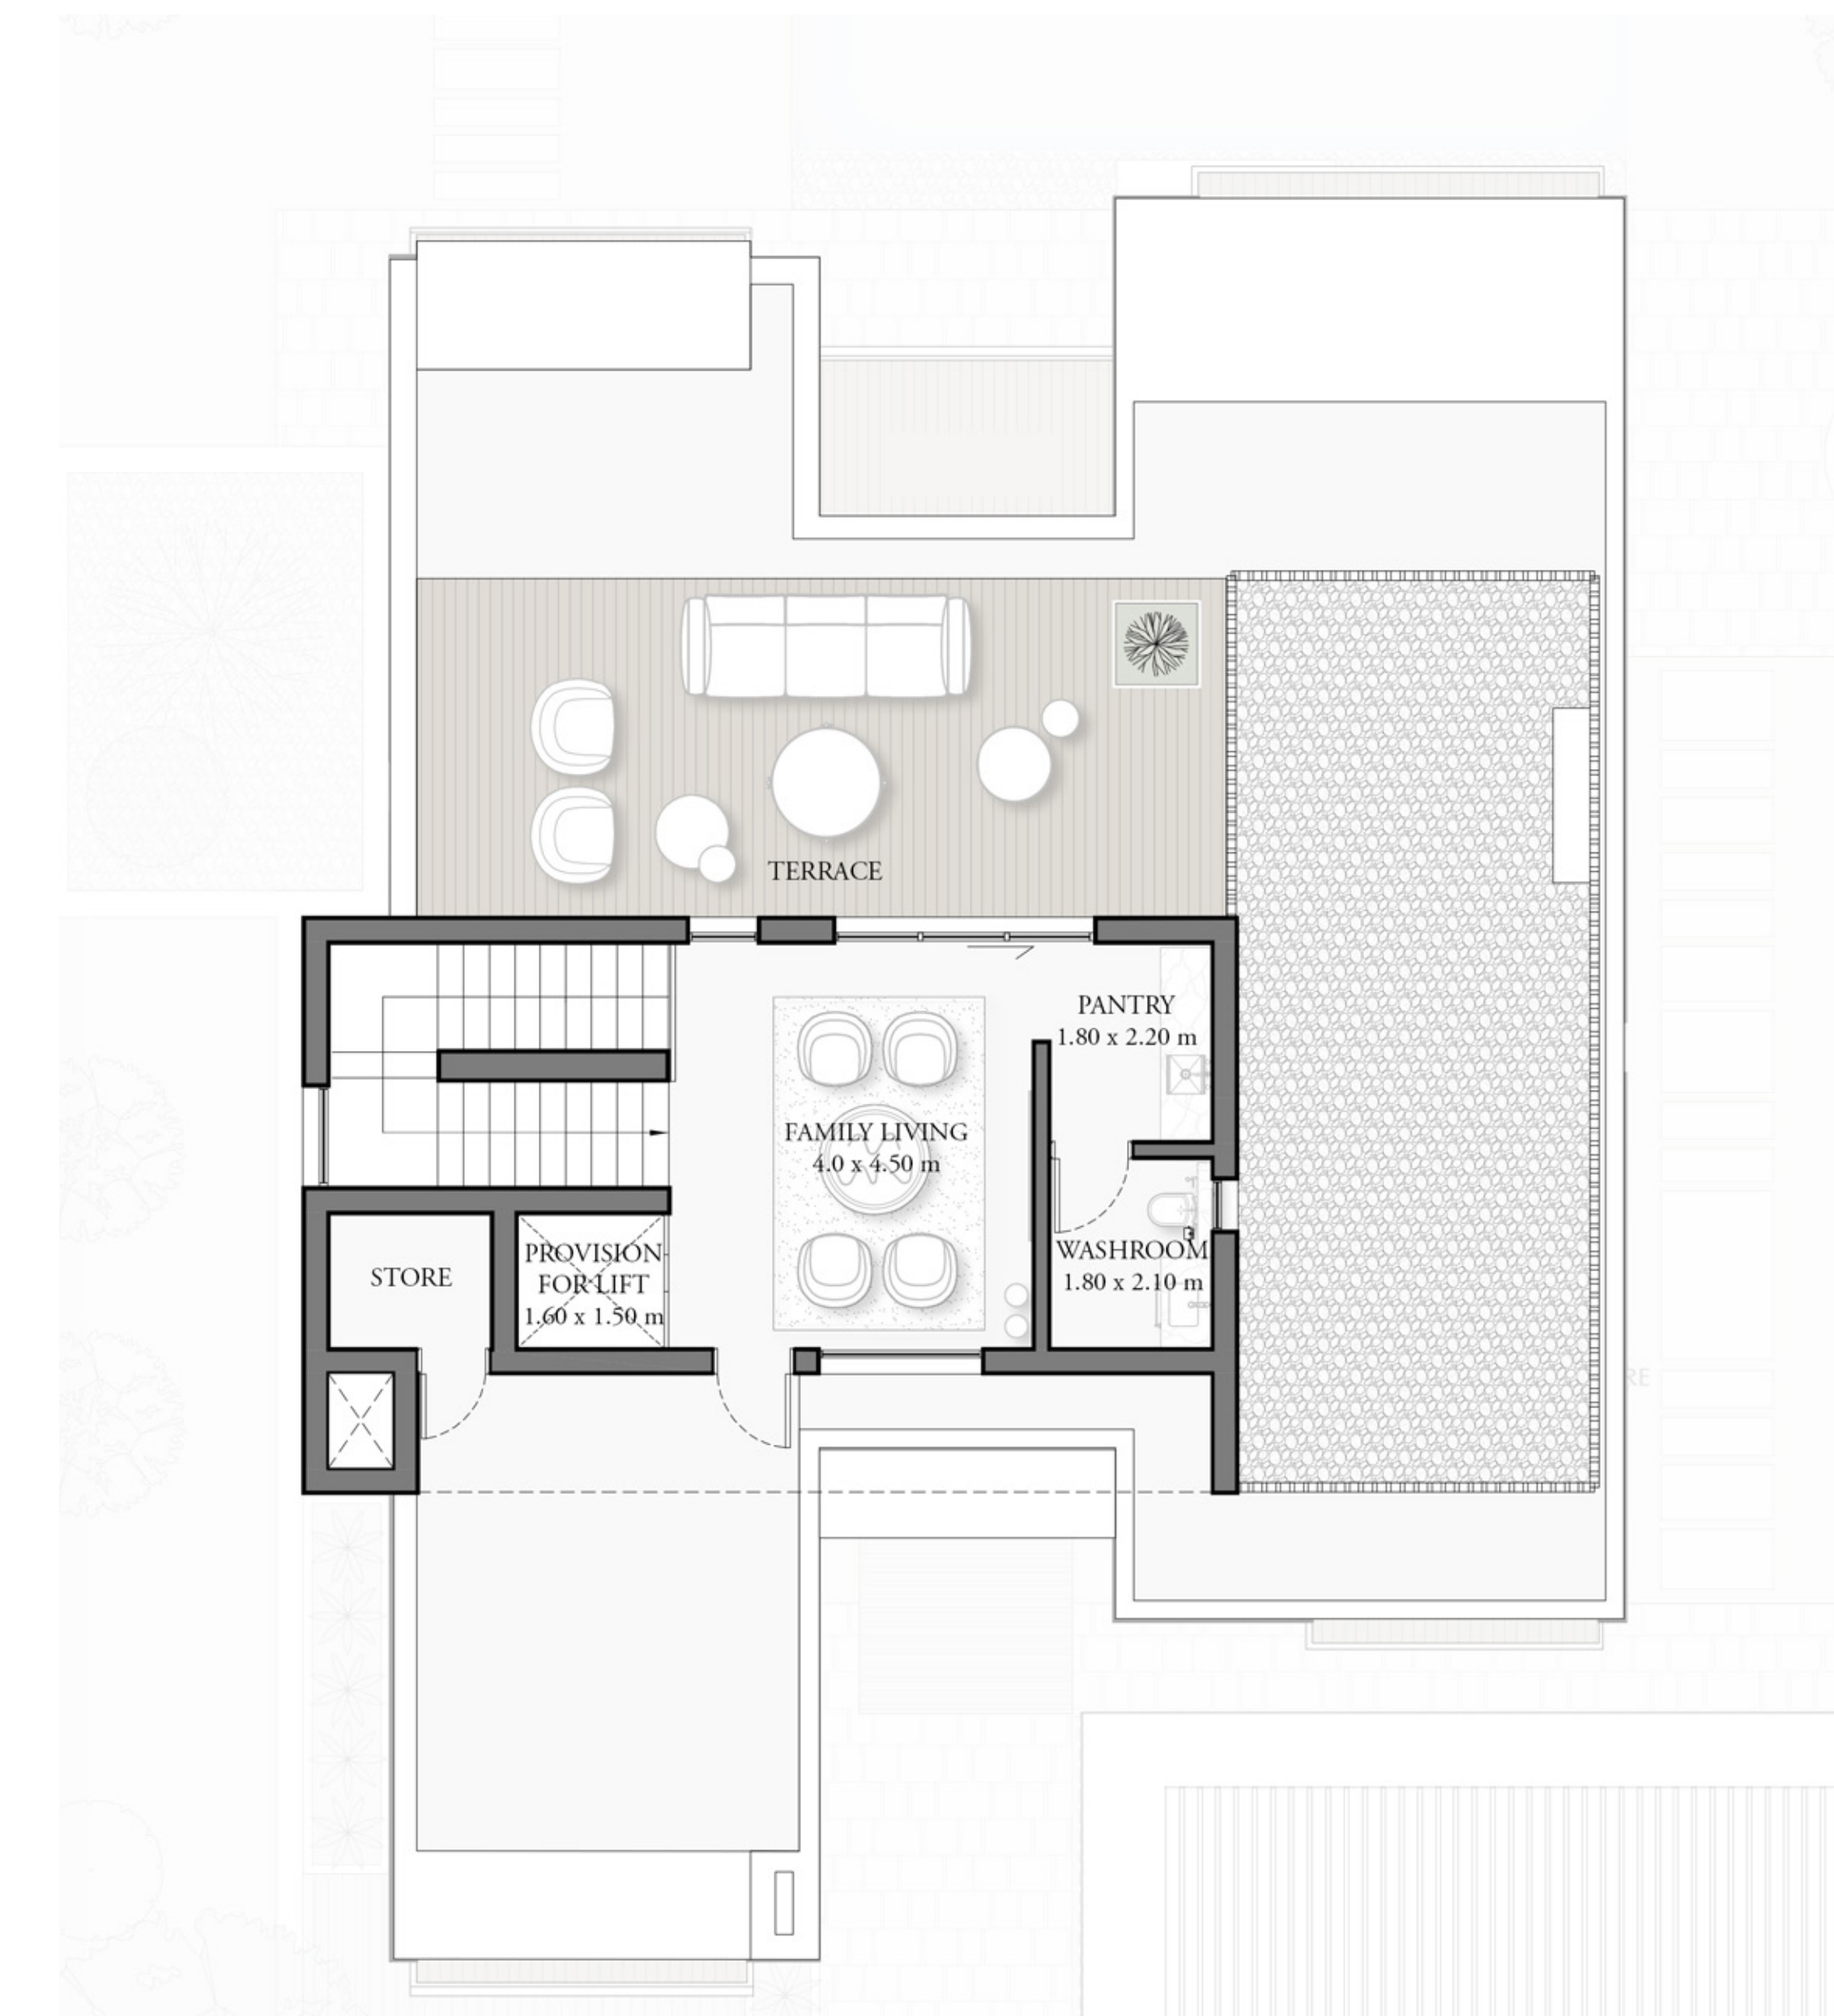 TERRACE
PANTRY
1.80 x 2.20 m
FAMILY LIVING
4.0 x 4.50 m
STORE
PROVISION
FOR LIFT
1.60 x 1.50 m
WASHROOM
1.80 x 2.10 m
RE